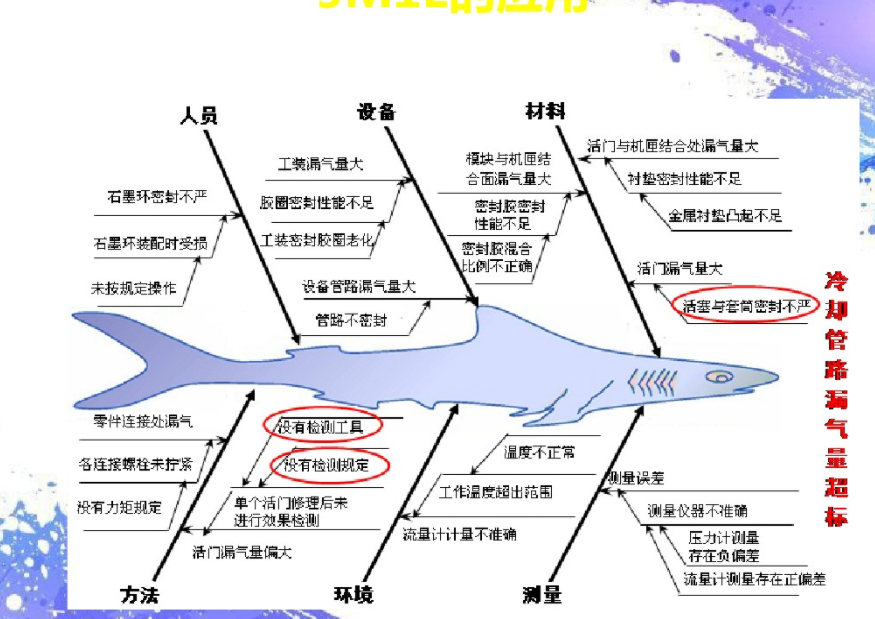 5M1E的应用
人员
设备
材料
石墨环密封不严
石墨环装配时受损
未按规定操作
工装漏气量大
胶圈密封性能不足
工装密封胶圈老化
设备管路漏气量大
管路不密封
模块与机匣结
合面漏气量大
密封胶密封
性能不足
密封胶混合
比例不正确
活门与机匣结合处漏气量大
衬垫密封性能不足
金属衬垫凸起不足
活门漏气量大
活塞与套筒密封不严
冷却管路漏气量超标
零件连接处漏气
各连接螺栓未拧紧
没有力矩规定
没有检测工具
没有检测规定
单个活门修理后未
进行效果检测
活门漏气量偏大
温度不正常
工作温度超出范围
流量计计量不准确
测量误差
测量仪器不准确
压力计测量
存在负偏差
流量计测量存在正偏差
方法
环境
测量